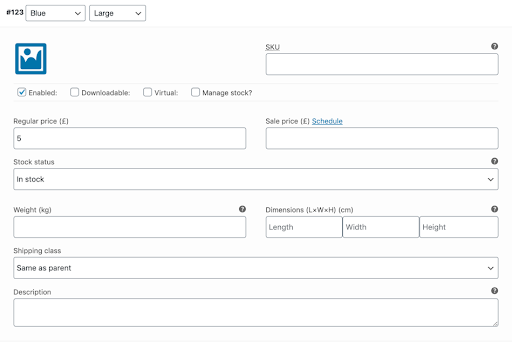 #123 Blue Large
SKU
Enabled: Downloadable: Virtual: Manage stock?
Regular price (£) Sale price (£) Schedule
5
Stock status
In stock
Weight (kg) Dimensions (L×W×H) (cm)
Length Width Height
Shipping class
Same as parent
Description